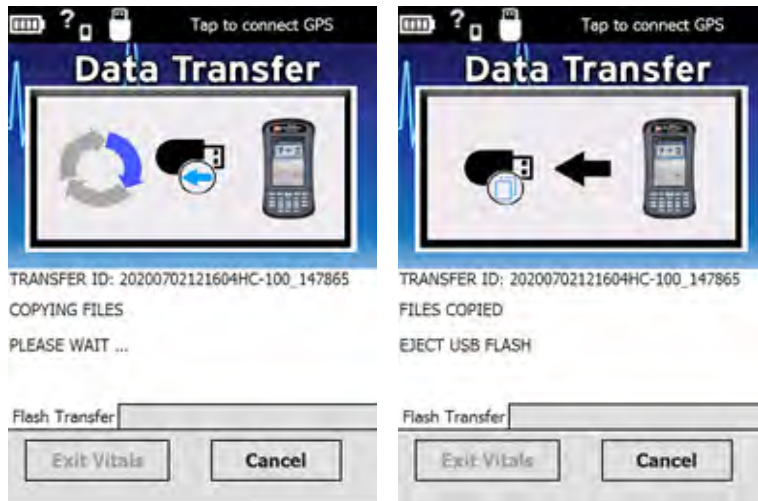 ? Tap to connect GPS
Data Transfer
TRANSFER ID: 20200702121604HC-100_147865
COPYING FILES
PLEASE WAIT ...
Flash Transfer
Exit Vitals Cancel
? Tap to connect GPS
Data Transfer
TRANSFER ID: 20200702121604HC-100_147865
FILES COPIED
EJECT USB FLASH
Flash Transfer
Exit Vitals Cancel